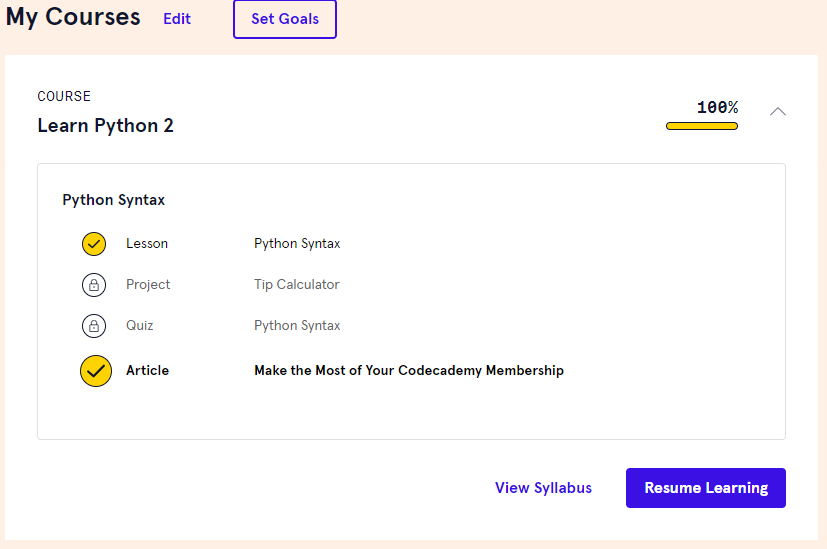 My Courses Edit Set Goals
COURSE
100%
Learn Python 2
Python Syntax
Lesson Python Syntax
Project Tip Calculator
Quiz Python Syntax
Article Make the Most of Your Codecademy Membership
View Syllabus Resume Learning